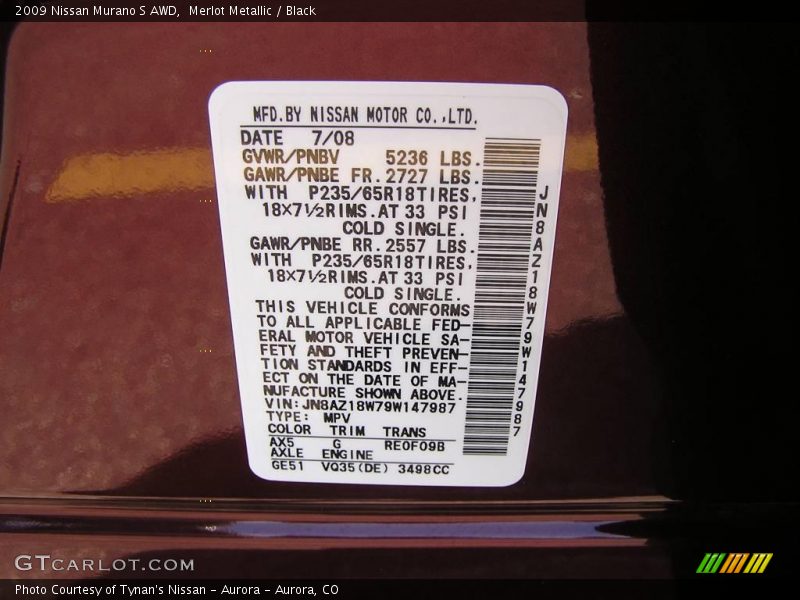 2009 Nissan Murano S AWD,  Merlot Metallic / Black
MFD.BY NISSAN MOTOR CO.,LTD.
DATE 7/08
GVWR/PNBV 5236 LBS.
GAWR/PNBE FR. 2727 LBS.
WITH P235/65R18TIRES,
18×7½RIMS.AT 33 PSI
COLD SINGLE.
GAWR/PNBE RR. 2557 LBS.
WITH P235/65R18TIRES,
18×7½RIMS.AT 33 PSI
COLD SINGLE.
THIS VEHICLE CONFORMS
TO ALL APPLICABLE FED-
ERAL MOTOR VEHICLE SA-
FETY AND THEFT PREVEN-
TION STANDARDS IN EFF-
ECT ON THE DATE OF MA-
NUFACTURE SHOWN ABOVE.
VIN:JN8AZ18W79W147987
TYPE: MPV
COLOR TRIM TRANS
AX5 G RE0F09B
AXLE ENGINE
GE51 VQ35(DE) 3498CC
JN8AZ18W79W147987
GTCARLOT.COM
Photo Courtesy of Tynan's Nissan - Aurora - Aurora, CO